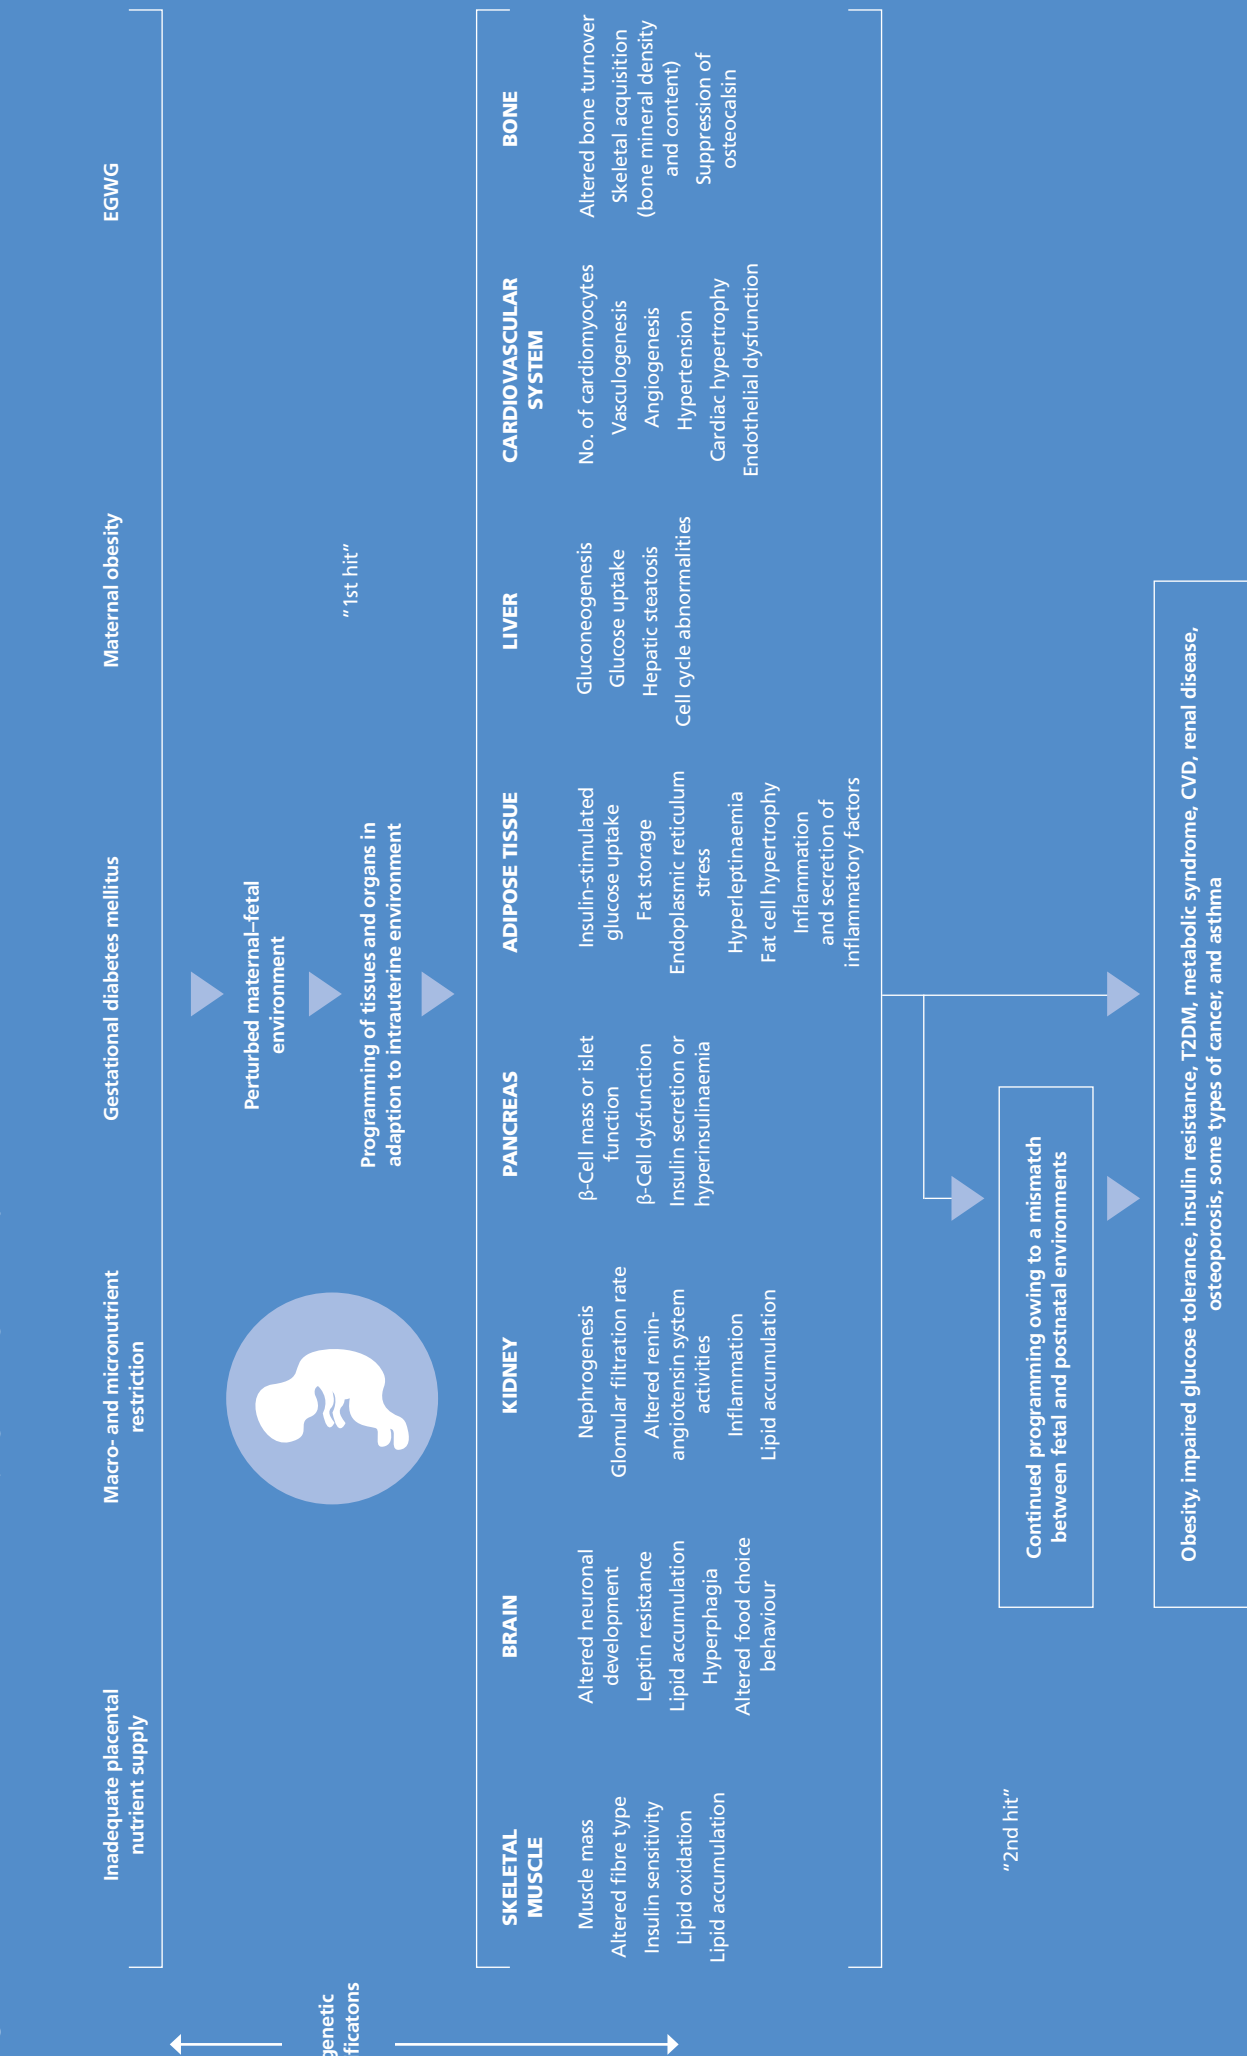 Inadequate placental
nutrient supply
Macro- and micronutrient
restriction
Gestational diabetes mellitus
Maternal obesity
EGWG
Perturbed maternal–fetal
environment
Programming of tissues and organs in
adaption to intrauterine environment
"1st hit"
SKELETAL
MUSCLE
Muscle mass
Altered fibre type
Insulin sensitivity
Lipid oxidation
Lipid accumulation
BRAIN
Altered neuronal
development
Leptin resistance
Lipid accumulation
Hyperphagia
Altered food choice
behaviour
KIDNEY
Nephrogenesis
Glomular filtration rate
Altered renin-
angiotensin system
activities
Inflammation
Lipid accumulation
PANCREAS
β-Cell mass or islet
function
β-Cell dysfunction
Insulin secretion or
hyperinsulinaemia
ADIPOSE TISSUE
Insulin-stimulated
glucose uptake
Fat storage
Endoplasmic reticulum
stress
Hyperleptinaemia
Fat cell hypertrophy
Inflammation
and secretion of
inflammatory factors
LIVER
Gluconeogenesis
Glucose uptake
Hepatic steatosis
Cell cycle abnormalities
CARDIOVASCULAR
SYSTEM
No. of cardiomyocytes
Vasculogenesis
Angiogenesis
Hypertension
Cardiac hypertrophy
Endothelial dysfunction
BONE
Altered bone turnover
Skeletal acquisition
(bone mineral density
and content)
Suppression of
osteocalsin
"2nd hit"
Continued programming owing to a mismatch
between fetal and postnatal environments
Obesity, impaired glucose tolerance, insulin resistance, T2DM, metabolic syndrome, CVD, renal disease,
osteoporosis, some types of cancer, and asthma